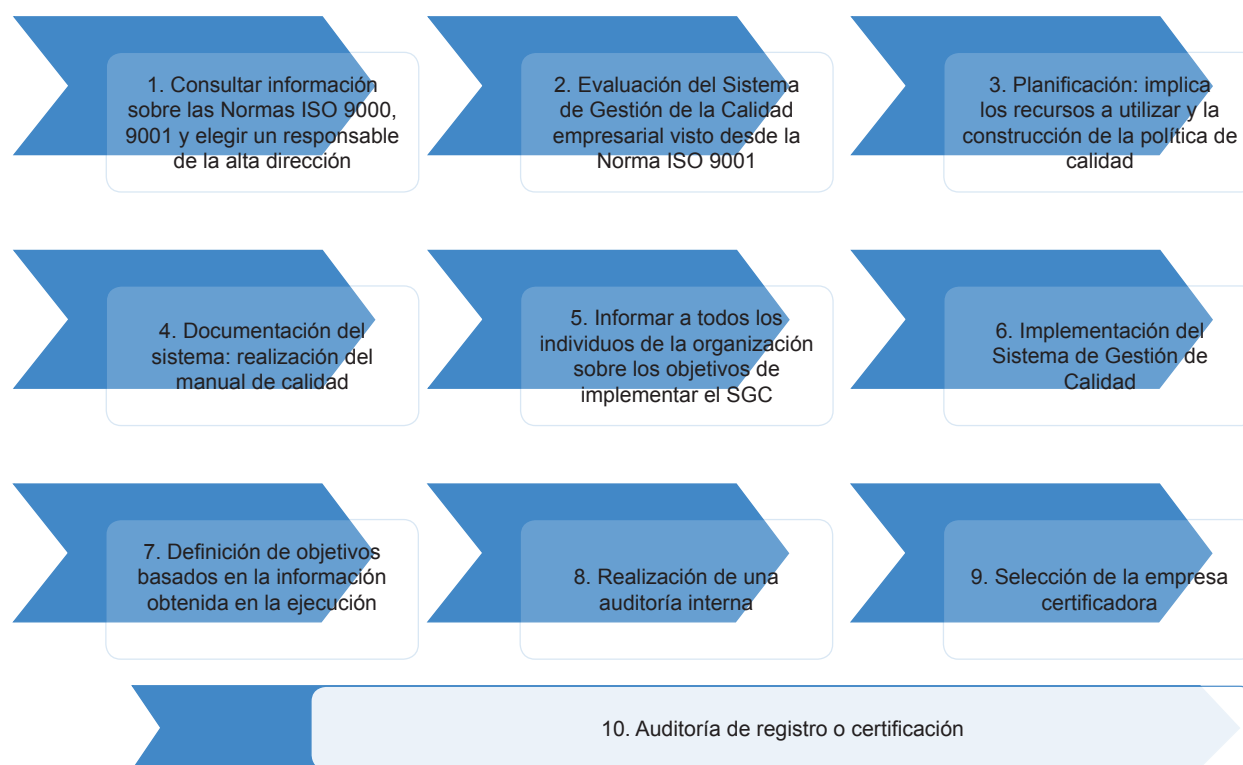 1. Consultar información
sobre las Normas ISO 9000,
9001 y elegir un responsable
de la alta dirección
2. Evaluación del Sistema
de Gestión de la Calidad
empresarial visto desde la
Norma ISO 9001
3. Planificación: implica
los recursos a utilizar y la
construcción de la política de
calidad
4. Documentación del
sistema: realización del
manual de calidad
5. Informar a todos los
individuos de la organización
sobre los objetivos de
implementar el SGC
6. Implementación del
Sistema de Gestión de
Calidad
7. Definición de objetivos
basados en la información
obtenida en la ejecución
8. Realización de una
auditoría interna
9. Selección de la empresa
certificadora
10. Auditoría de registro o certificación